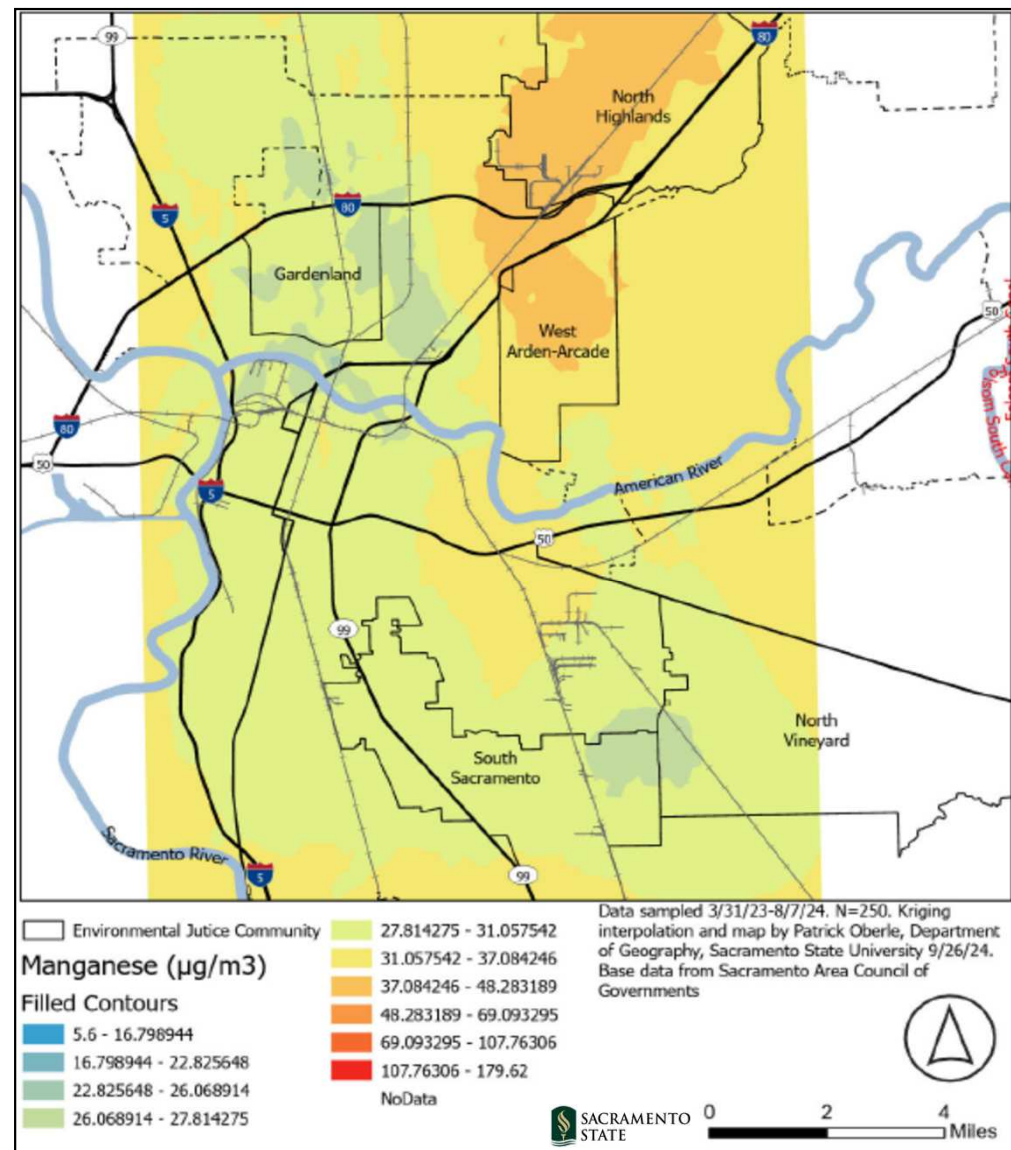 99
80
North
Highlands
5
80
Gardenland
West
Arden-Arcade
50
80
50
5
American River
50
99
North
Vineyard
South
Sacramento
Sacramento River
5
99
Environmental Jutice Community
Manganese (µg/m3)
Filled Contours
5.6 - 16.798944
16.798944 - 22.825648
22.825648 - 26.068914
26.068914 - 27.814275
27.814275 - 31.057542
31.057542 - 37.084246
37.084246 - 48.283189
48.283189 - 69.093295
69.093295 - 107.76306
107.76306 - 179.62
NoData
Data sampled 3/31/23-8/7/24. N=250. Kriging
interpolation and map by Patrick Oberle, Department
of Geography, Sacramento State University 9/26/24.
Base data from Sacramento Area Council of
Governments
SACRAMENTO
STATE
0 2 4
Miles